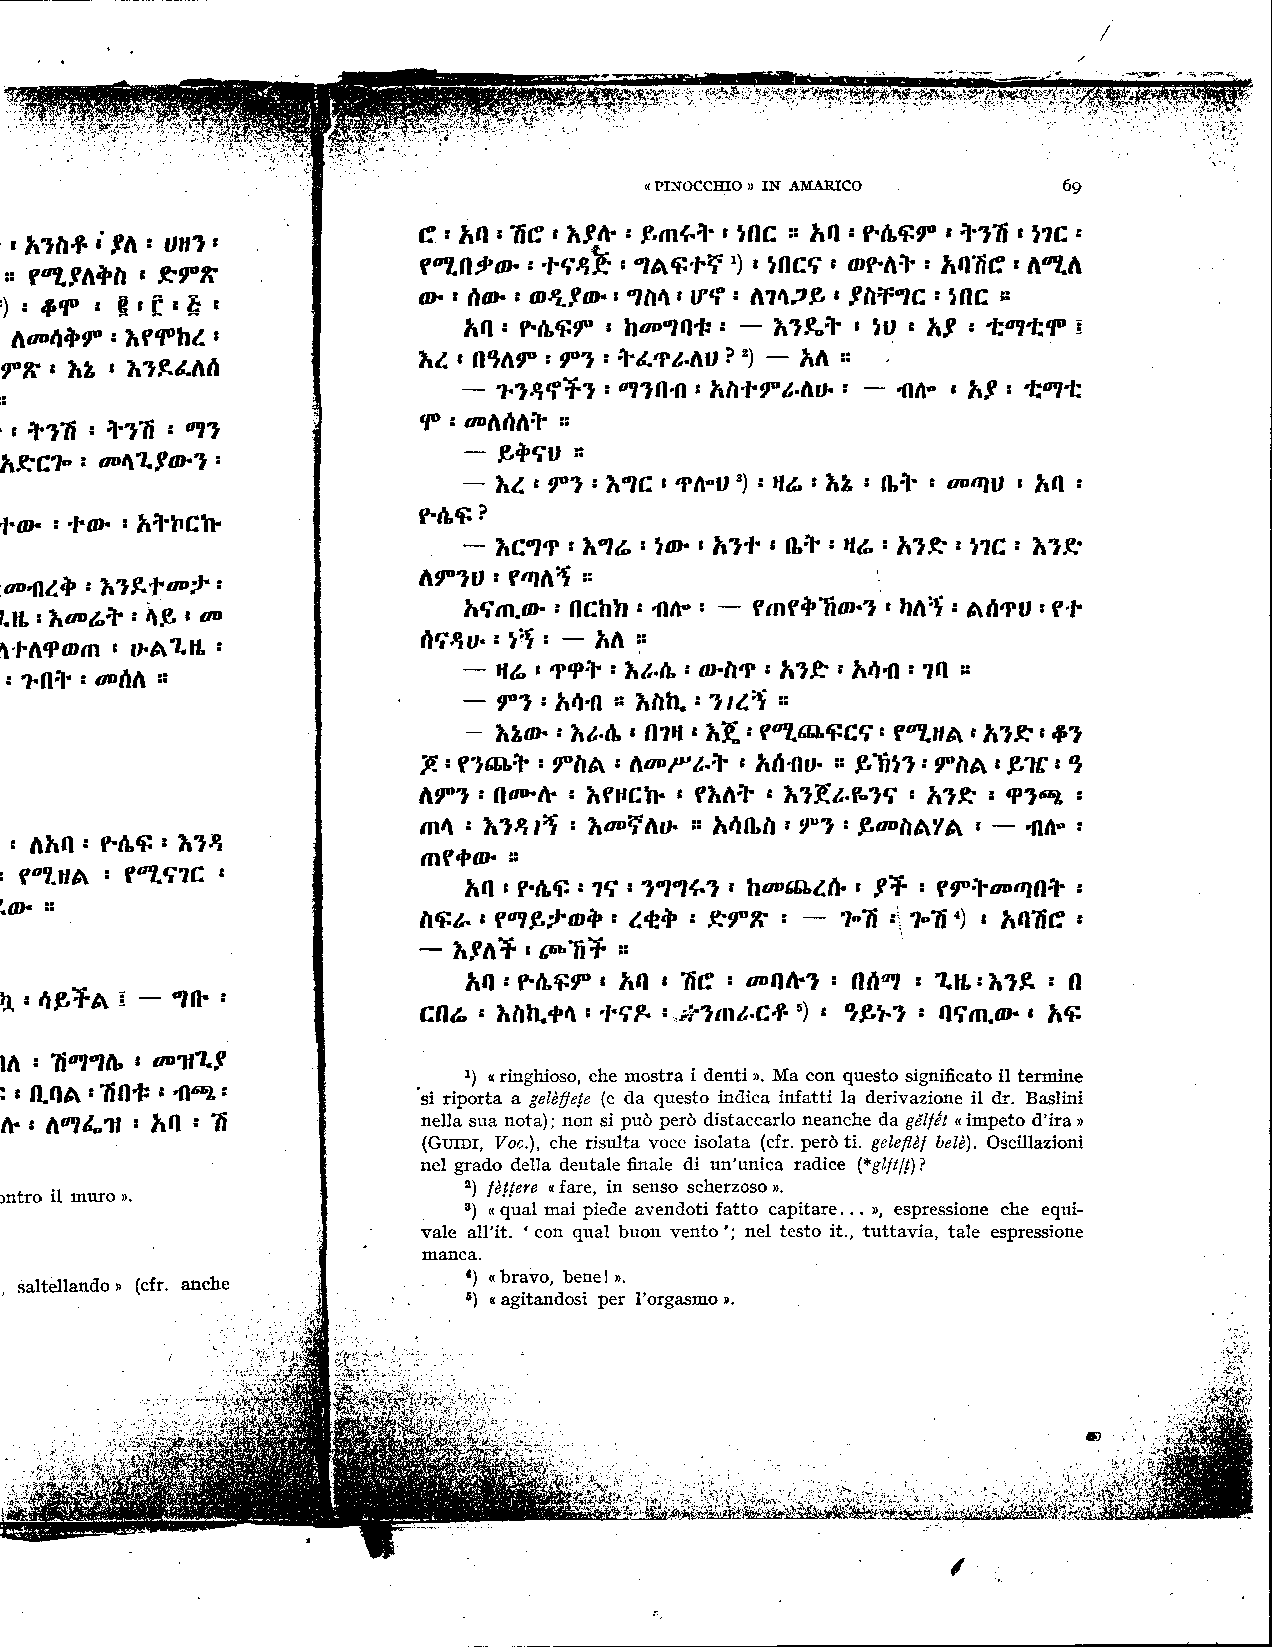 ፡ አንስቶ ፡ ያለ ፡ ሀዘን ፡
። የሚያለቅስ ፡ ድምጽ
) ፡ ቆሞ ፡ ፪ ፡ ፫ ፡ ፭ ፡
ለመሳቅም ፡ እየሞከረ ፡
ምጽ ፡ እኔ ፡ እንደፈለሰ
።
፡ ትንሽ ፡ ትንሽ ፡ ማን
አድርጎ ፡ መላጊያውን ፡
ተው ፡ ተው ፡ አትኮርኩ
መብረቅ ፡ እንደተመታ ፡
ጊዜ ፡ እመሬት ፡ ላይ ፡ መ
ስተለዋወጠ ፡ ሁልጊዜ ፡
፡ ጉበት ፡ መሰለ ።
፡ ለአባ ፡ ዮሴፍ ፡ እንዳ
፡ የሚዘል ፡ የሚናገር ፡
ው ።
፡ ሳይችል ፤ — ግቡ ፡
በለ ፡ ሽማግሌ ፡ መዝጊያ
፡ ቢባል ፡ ሽበቱ ፡ ብጫ ፡
ሉ ፡ ለማፌዝ ፡ አባ ፡ ሽ
ontro il muro ».
, saltellando » (cfr. anche
« PINOCCHIO » IN AMARICO 69
ሮ ፡ አባ ፡ ሽሮ ፡ እያሉ ፡ ይጠሩት ፡ ነበር ። አባ ፡ ዮሴፍም ፡ ትንሽ ፡ ነገር ፡
የሚበቃው ፡ ተናዳጅ ፡ ግልፍተኛ ¹) ፡ ነበርና ፡ ወዮለት ፡ አባሽሮ ፡ ለሚለ
ው ፡ ሰው ፡ ወዲያው ፡ ግስላ ፡ ሆኖ ፡ ለገላጋይ ፡ ያስቸግር ፡ ነበር ።
አባ ፡ ዮሴፍም ፡ ከመግባቱ ፡ — እንዴት ፡ ነህ ፡ አያ ፡ ቲማቲሞ ፤
እረ ፡ በዓለም ፡ ምን ፡ ትፈጥራለህ ? ²) — አለ ።
— ጉንዳኖችን ፡ ማንበብ ፡ አስተምራለሁ ፡ — ብሎ ፡ አያ ፡ ቲማቲ
ሞ ፡ መለሰለት ።
— ይቅናህ ።
— እረ ፡ ምን ፡ እግር ፡ ጥሎህ ³) ፡ ዛሬ ፡ እኔ ፡ ቤት ፡ መጣህ ፡ አባ ፡
ዮሴፍ ?
— እርግጥ ፡ እግሬ ፡ ነው ፡ አንተ ፡ ቤት ፡ ዛሬ ፡ አንድ ፡ ነገር ፡ እንድ
ለምንህ ፡ የጣለኝ ።
አናጢው ፡ በርከክ ፡ ብሎ ፡ — የጠየቅኸውን ፡ ካለኝ ፡ ልሰጥህ ፡ የተ
ሰናዳሁ ፡ ነኝ ፡ — አለ ።
— ዛሬ ፡ ጥዋት ፡ እራሴ ፡ ውስጥ ፡ አንድ ፡ አሳብ ፡ ገባ ።
— ምን ፡ አሳብ ። እስኪ ፡ ንገረኝ ።
— እኔው ፡ እራሴ ፡ በገዛ ፡ እጄ ፡ የሚጨፍርና ፡ የሚዘል ፡ አንድ ፡ ቆን
ጆ ፡ የንጨት ፡ ምስል ፡ ለመሥራት ፡ አሰብሁ ። ይኸነን ፡ ምስል ፡ ይዤ ፡ ዓ
ለምን ፡ በሙሉ ፡ እየዞርኩ ፡ የእለት ፡ እንጀራዬንና ፡ አንድ ፡ ዋንጫ ፡
ጠላ ፡ እንዳገኝ ፡ እመኛለሁ ። አሳቤስ ፡ ምን ፡ ይመስልሃል ፡ — ብሎ ፡
ጠየቀው ።
አባ ፡ ዮሴፍ ፡ ገና ፡ ንግግሩን ፡ ከመጨረሱ ፡ ያች ፡ የምትመጣበት ፡
ስፍራ ፡ የማይታወቅ ፡ ረቂቅ ፡ ድምጽ ፡ — ጎሽ ፡ ጎሽ ⁴) ፡ አባሽሮ ፡
— እያለች ፡ ጮኸች ።
አባ ፡ ዮሴፍም ፡ አባ ፡ ሽሮ ፡ መባሉን ፡ በሰማ ፡ ጊዜ ፡ እንደ ፡ በ
ርበሬ ፡ እስኪቀላ ፡ ተናዶ ፡ ተንጠራርቶ ⁵) ፡ ዓይኑን ፡ ባናጢው ፡ አፍ
¹) « ringhioso, che mostra i denti ». Ma con questo significato il termine
si riporta a gelèffeṭe (e da questo indica infatti la derivazione il dr. Baslini
nella sua nota); non si può però distaccarlo neanche da gélfét « impeto d'ira »
(GUIDI, Voc.), che risulta voce isolata (cfr. però ti. geleflèf belè). Oscillazioni
nel grado della dentale finale di un'unica radice (*glft/ṭ) ?
²) fèṭṭere « fare, in senso scherzoso ».
³) « qual mai piede avendoti fatto capitare... », espressione che equi-
vale all'it. ‘ con qual buon vento ’; nel testo it., tuttavia, tale espressione
manca.
⁴) « bravo, bene! ».
⁵) « agitandosi per l'orgasmo ».